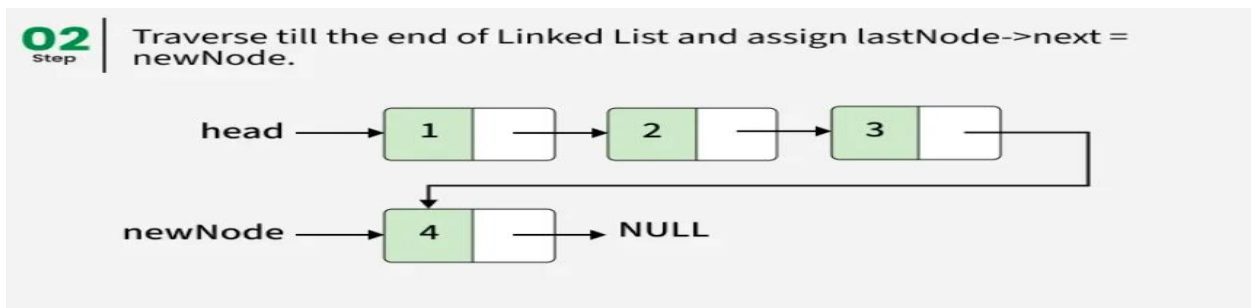 02
Step
Traverse till the end of Linked List and assign lastNode->next =
newNode.
head
1
2
3
newNode
4
NULL